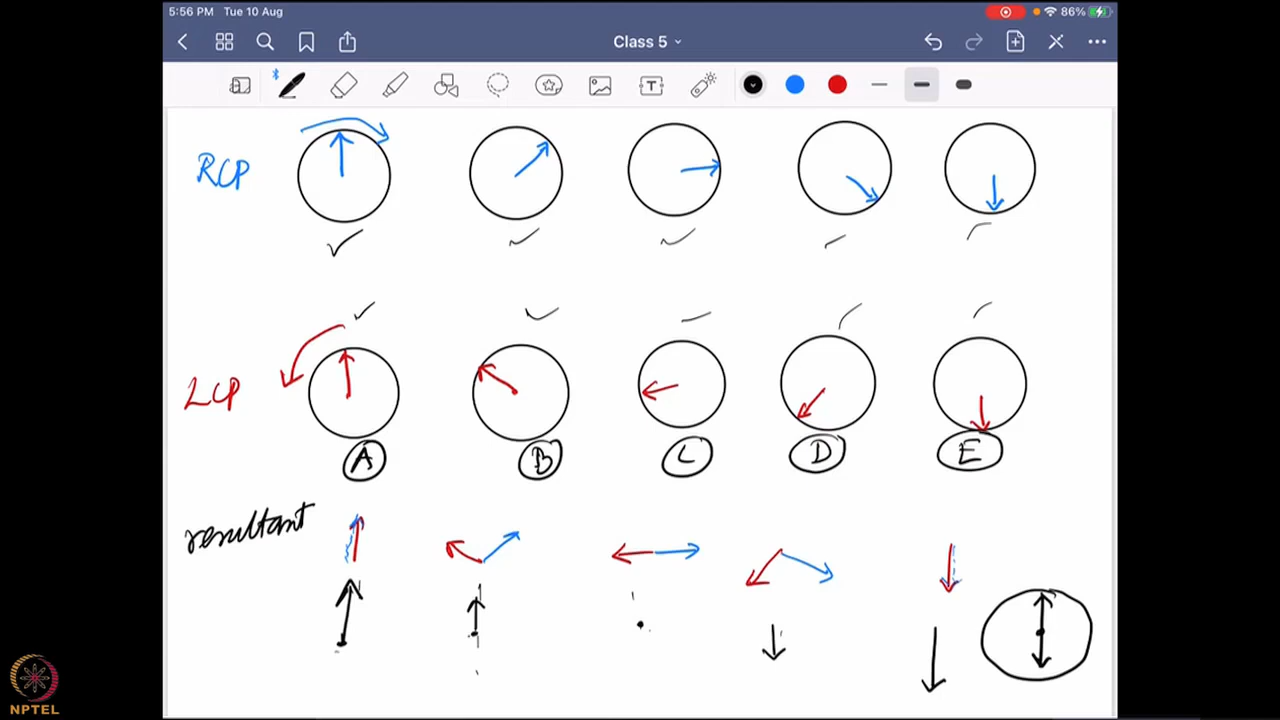 5:56 PM Tue 10 Aug 86%
Class 5
T
RCP
LCP
A B C D E
resultant
NPTEL